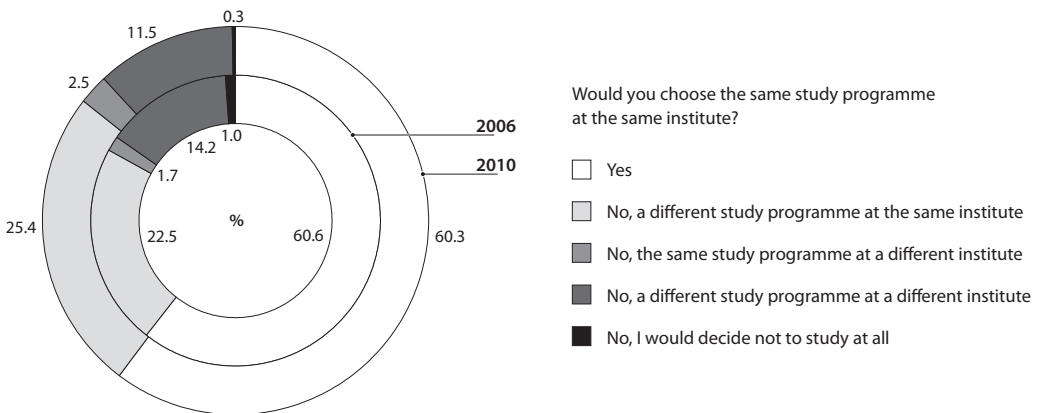 0.3
11.5
2.5
Would you choose the same study programme
at the same institute?
2006
1.0
14.2
2010
Yes
1.7
No, a different study programme at the same institute
25.4
22.5
%
60.6
60.3
No, the same study programme at a different institute
No, a different study programme at a different institute
No, I would decide not to study at all